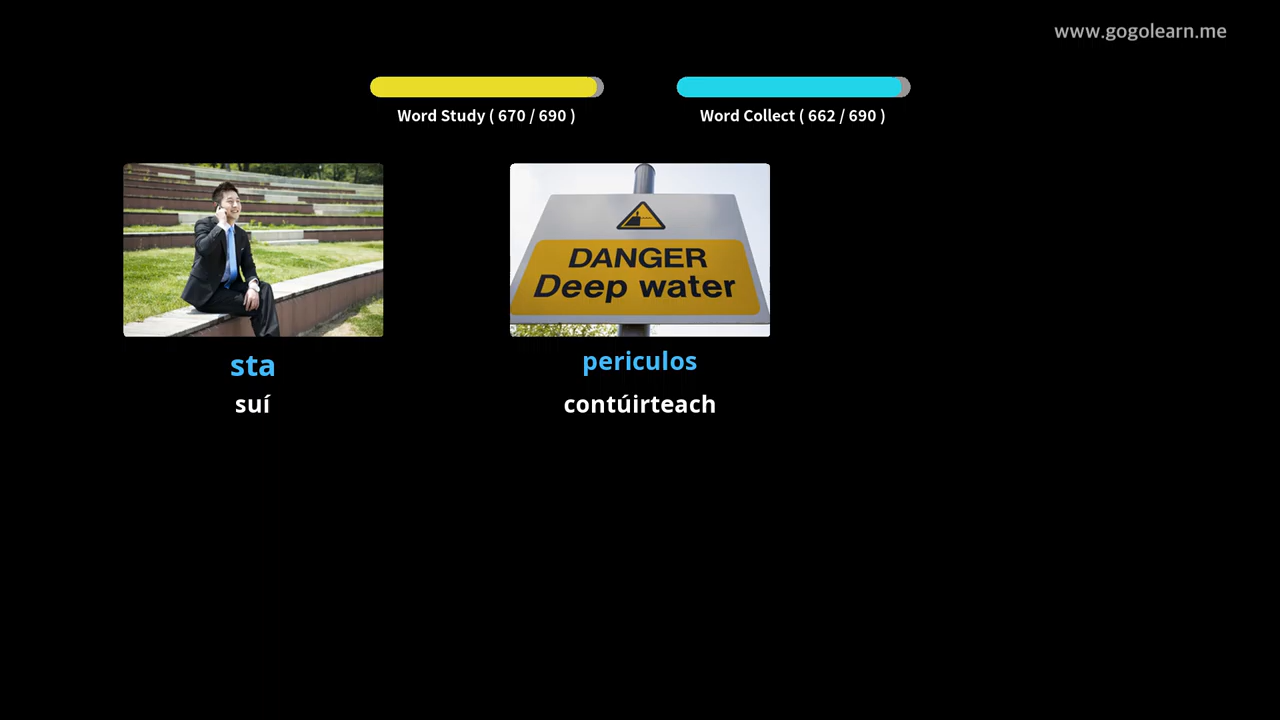 www.gogolearn.me
Word Study ( 670 / 690 )
Word Collect ( 662 / 690 )
DANGER
Deep water
sta
suí
periculos
contúirteach